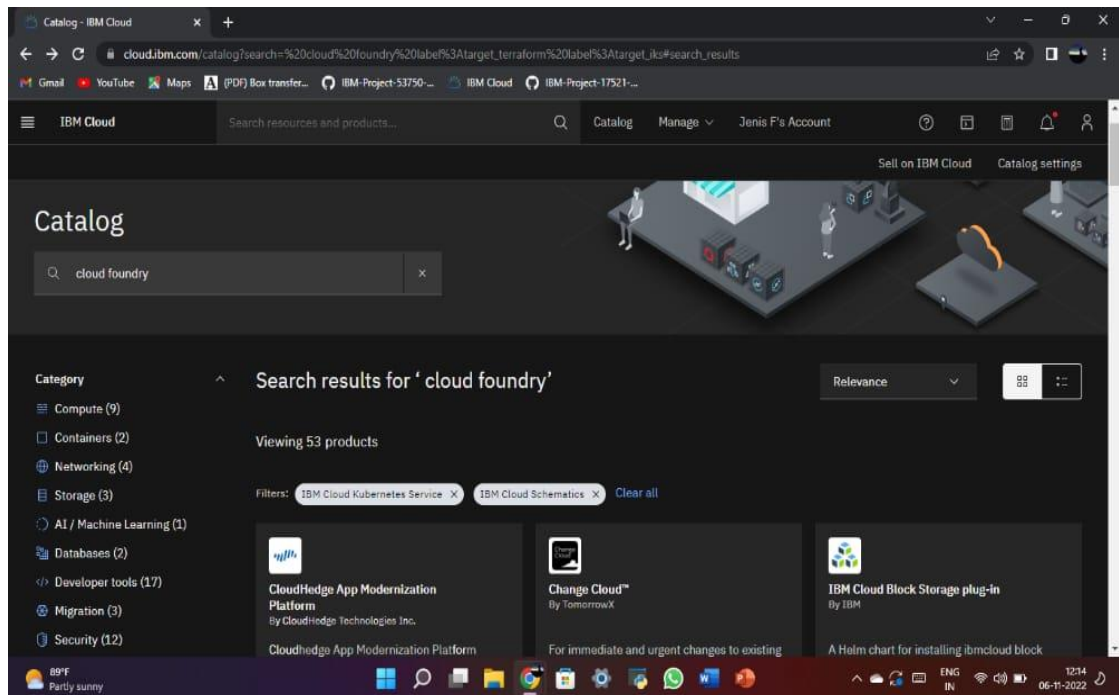 Catalog - IBM Cloud
cloud.ibm.com/catalog?search=%20cloud%20foundry%20label%3Atarget_terraform%20label%3Atarget_iks#search_results
Gmail YouTube Maps (PDF) Box transfer... IBM-Project-53750-... IBM Cloud IBM-Project-17521-...
IBM Cloud Search resources and products... Catalog Manage Jenis F's Account
Sell on IBM Cloud Catalog settings
Catalog
cloud foundry
Category
Compute (9)
Containers (2)
Networking (4)
Storage (3)
AI / Machine Learning (1)
Databases (2)
Developer tools (17)
Migration (3)
Security (12)
Search results for ‘ cloud foundry’
Relevance
Viewing 53 products
Filters: IBM Cloud Kubernetes Service IBM Cloud Schematics Clear all
CloudHedge App Modernization
Platform
By CloudHedge Technologies Inc.
Cloudhedge App Modernization Platform
Change Cloud
Change Cloud™
By TomorrowX
For immediate and urgent changes to existing
IBM Cloud Block Storage plug-in
By IBM
A Helm chart for installing ibmcloud block
89°F
Partly sunny
ENG
IN
12:14
06-11-2022